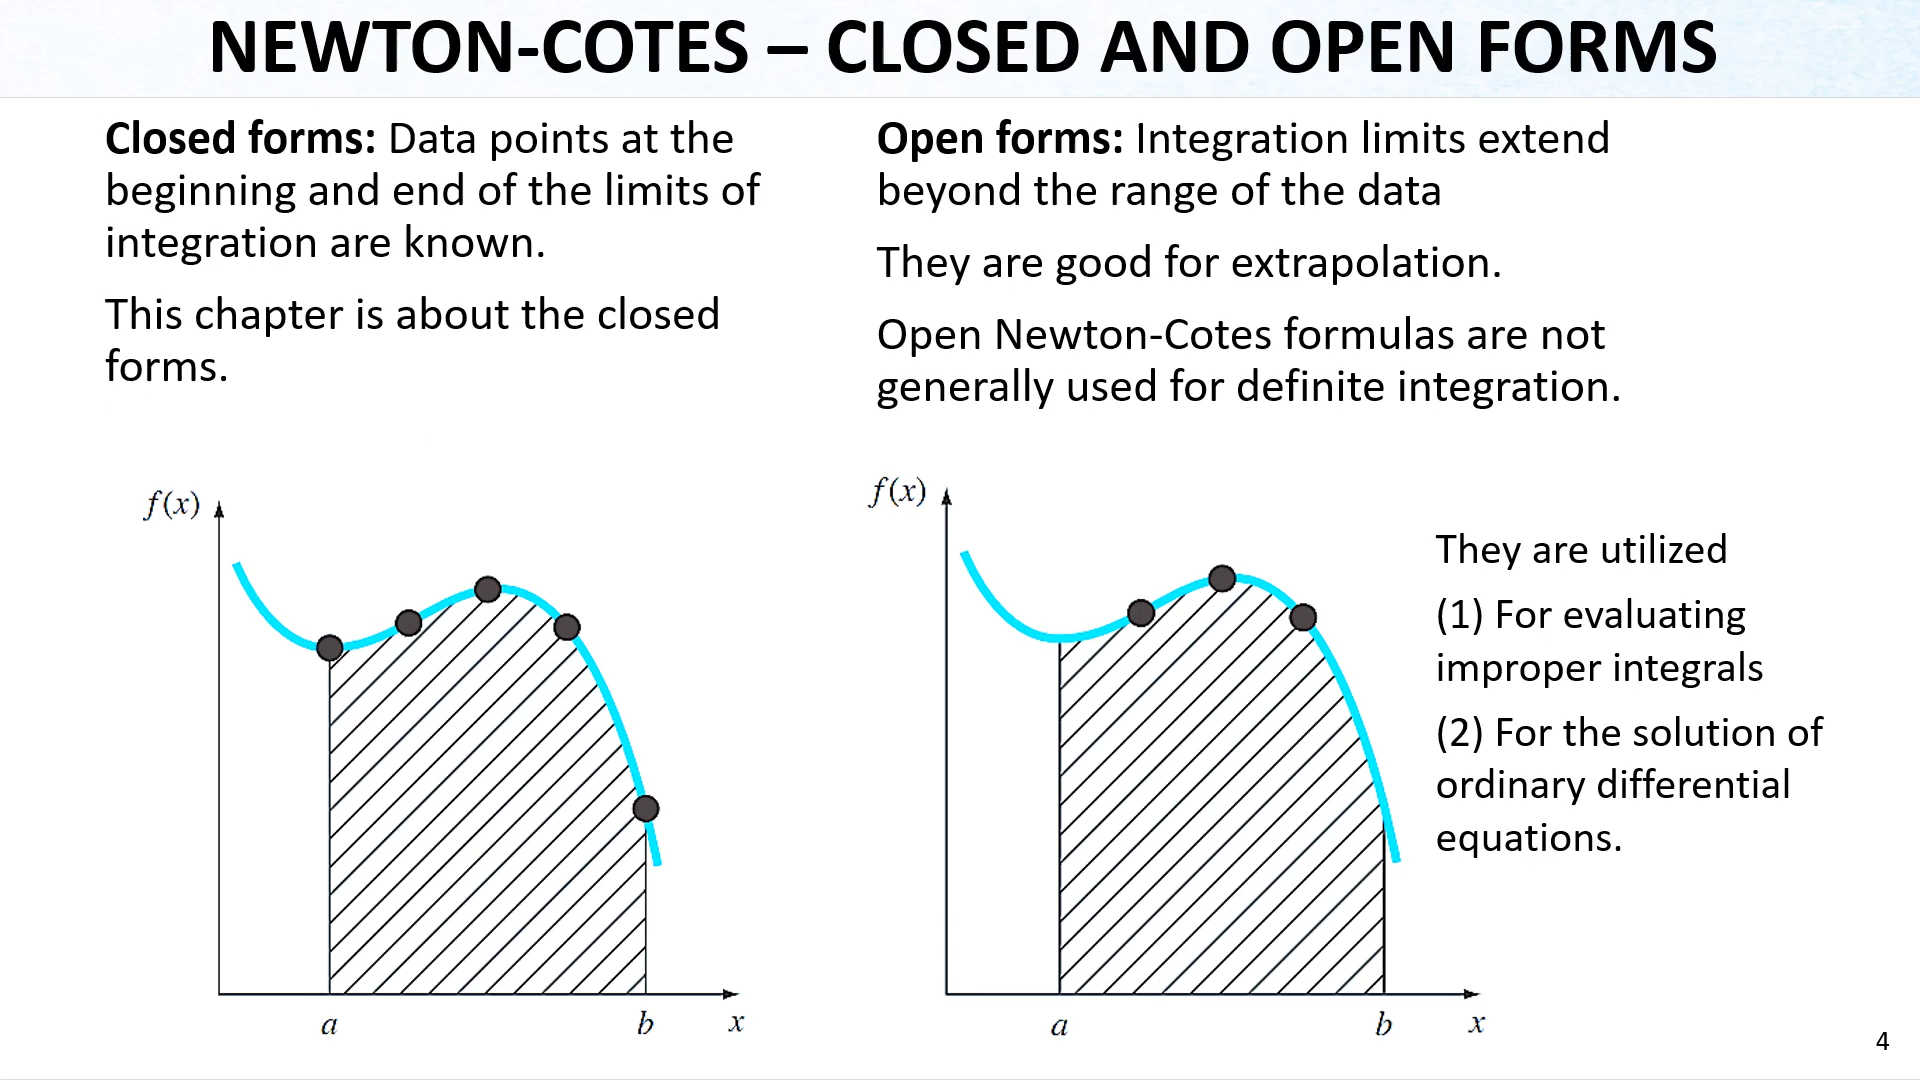 NEWTON-COTES – CLOSED AND OPEN FORMS
Closed forms: Data points at the
beginning and end of the limits of
integration are known.
This chapter is about the closed
forms.
Open forms: Integration limits extend
beyond the range of the data
They are good for extrapolation.
Open Newton-Cotes formulas are not
generally used for definite integration.
f(x)
a
b
x
f(x)
a
b
x
They are utilized
(1) For evaluating
improper integrals
(2) For the solution of
ordinary differential
equations.
4